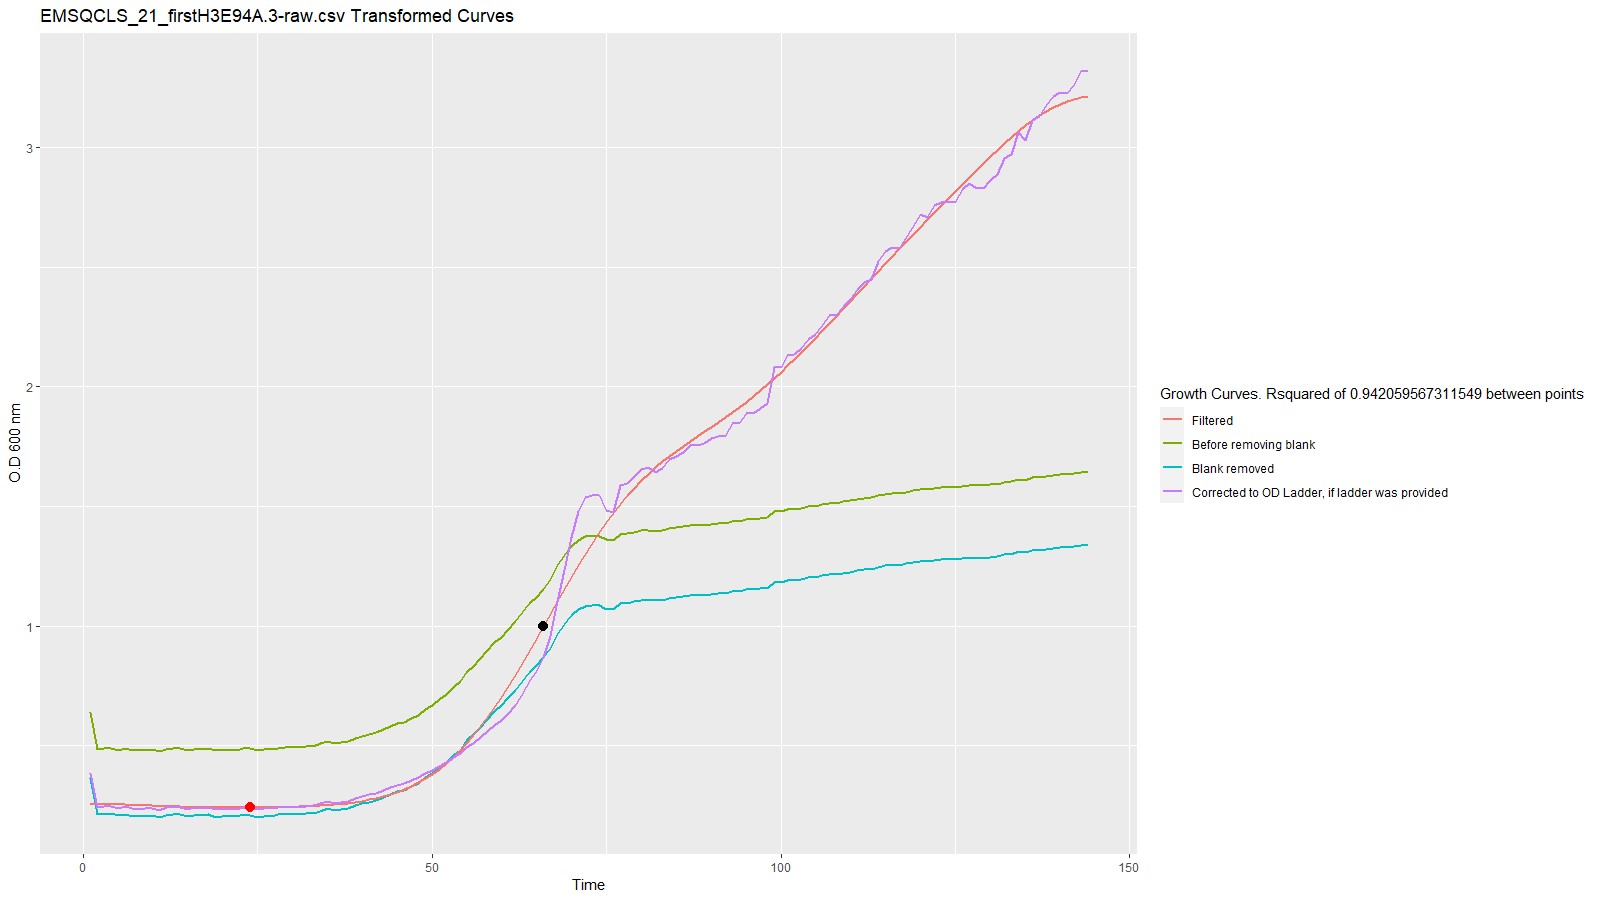 EMSQCLS_21_firstH3E94A.3-raw.csv Transformed Curves
3
2
1
O.D 600 nm
0
50
100
150
Time
Growth Curves. Rsquared of 0.942059567311549 between points
Filtered
Before removing blank
Blank removed
Corrected to OD Ladder, if ladder was provided